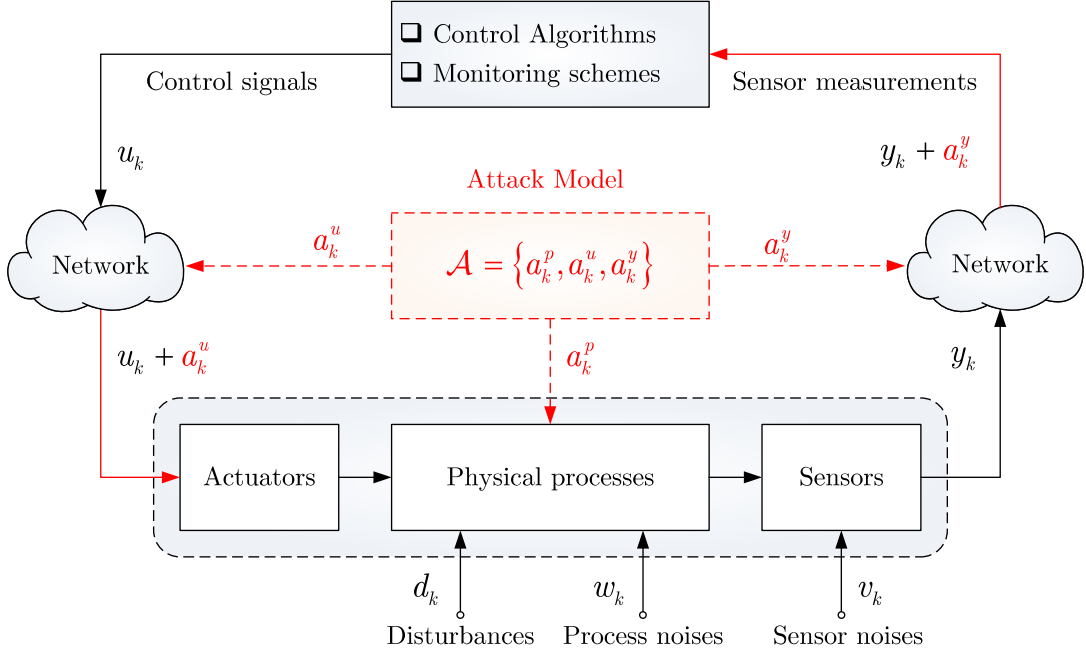 ❑ Control Algorithms
❑ Monitoring schemes
Control signals
Sensor measurements
u_k
y_k + a_k^y
Attack Model
Network
a_k^u
𝒜 = {a_k^p, a_k^u, a_k^y}
a_k^y
Network
u_k + a_k^u
a_k^p
y_k
Actuators
Physical processes
Sensors
d_k
w_k
v_k
Disturbances
Process noises
Sensor noises